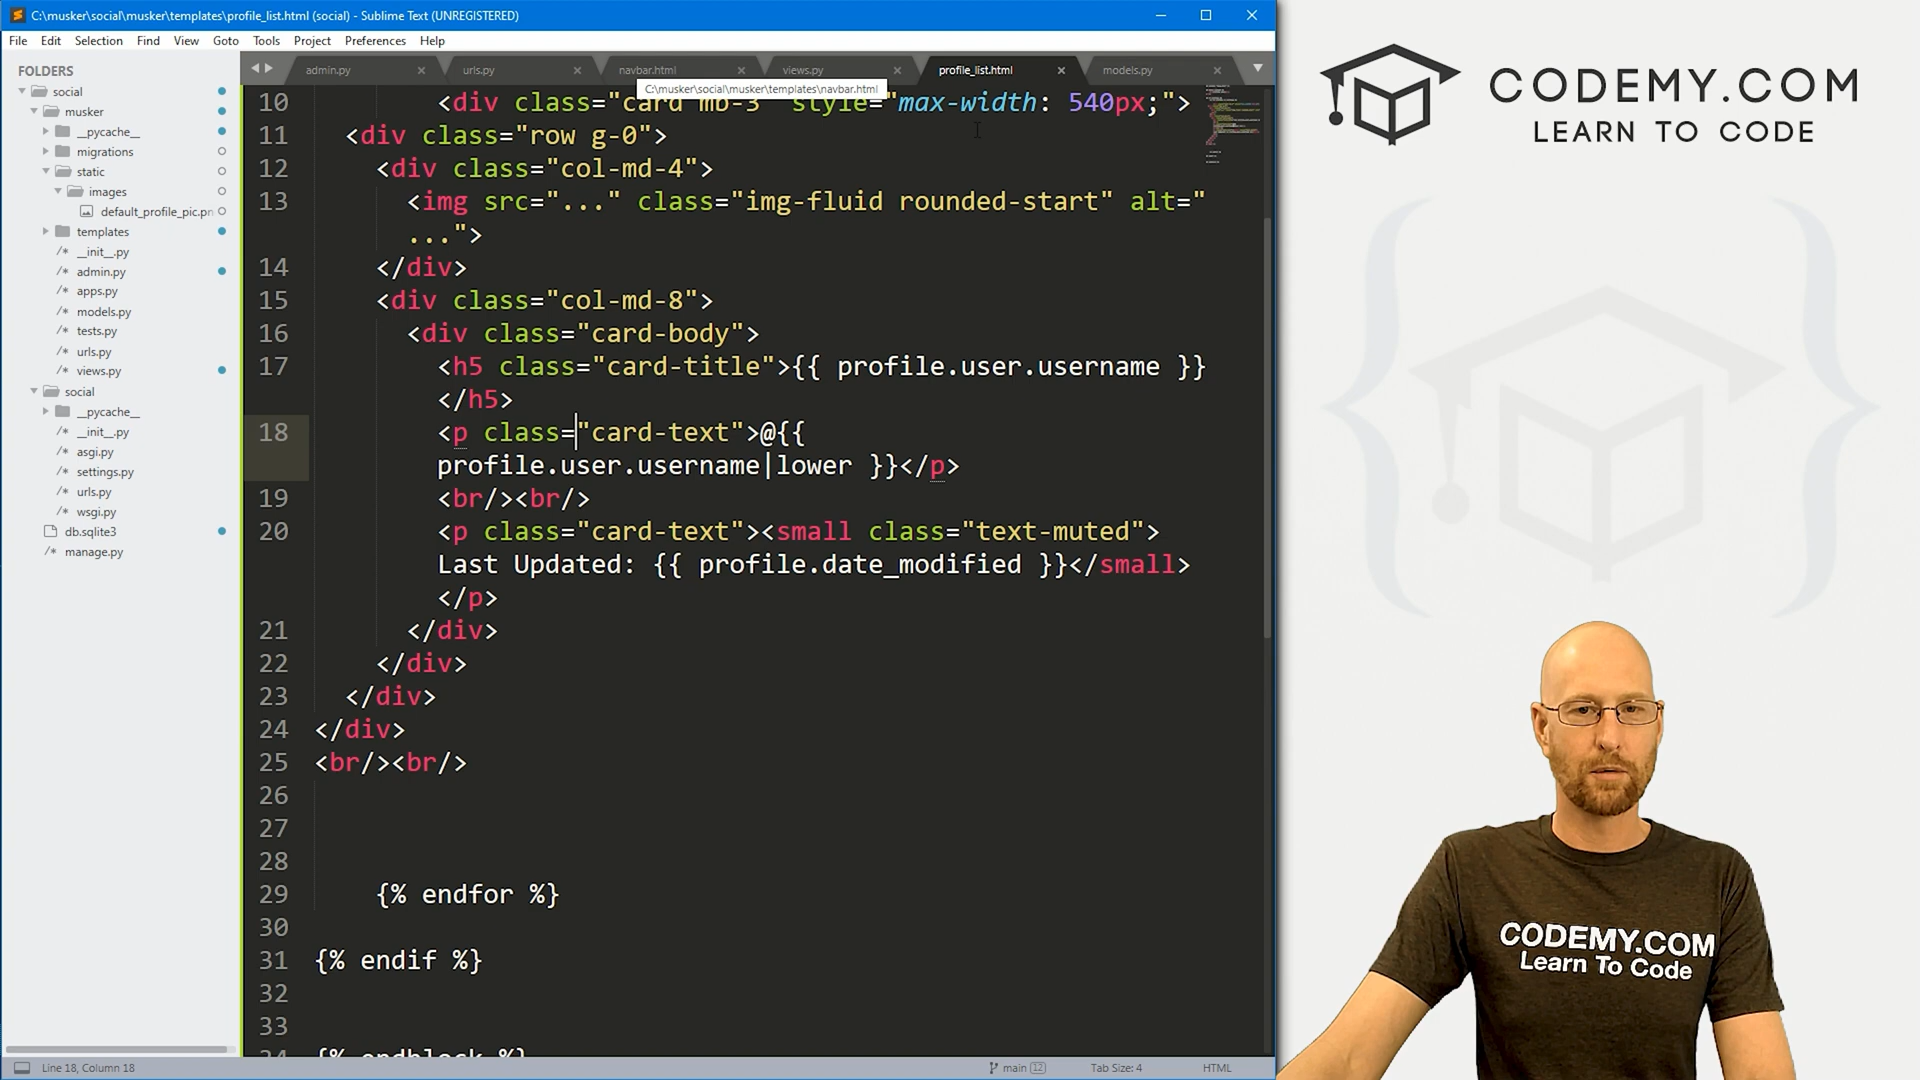 C:\musker\social\musker\templates\profile_list.html (social) - Sublime Text (UNREGISTERED)
File Edit Selection Find View Goto Tools Project Preferences Help
FOLDERS
social
musker
__pycache__
migrations
static
images
default_profile_pic.pn
templates
__init__.py
admin.py
apps.py
models.py
tests.py
urls.py
views.py
social
__pycache__
__init__.py
asgi.py
settings.py
urls.py
wsgi.py
db.sqlite3
manage.py
admin.py urls.py navbar.html views.py profile_list.html models.py
C:\musker\social\musker\templates\navbar.html
10 <div class="card mb-3" style="max-width: 540px;">
11 <div class="row g-0">
12 <div class="col-md-4">
13 <img src="..." class="img-fluid rounded-start" alt="
...">
14 </div>
15 <div class="col-md-8">
16 <div class="card-body">
17 <h5 class="card-title">{{ profile.user.username }}
</h5>
18 <p class="card-text">@{{
profile.user.username|lower }}</p>
19 <br/><br/>
20 <p class="card-text"><small class="text-muted">
Last Updated: {{ profile.date_modified }}</small>
</p>
21 </div>
22 </div>
23 </div>
24 </div>
25 <br/><br/>
26
27
28
29 {% endfor %}
30
31 {% endif %}
32
33
34 {% endblock %}
Line 18, Column 18
main 12
Tab Size: 4
HTML
CODEMY.COM
LEARN TO CODE
CODEMY.COM
Learn To Code